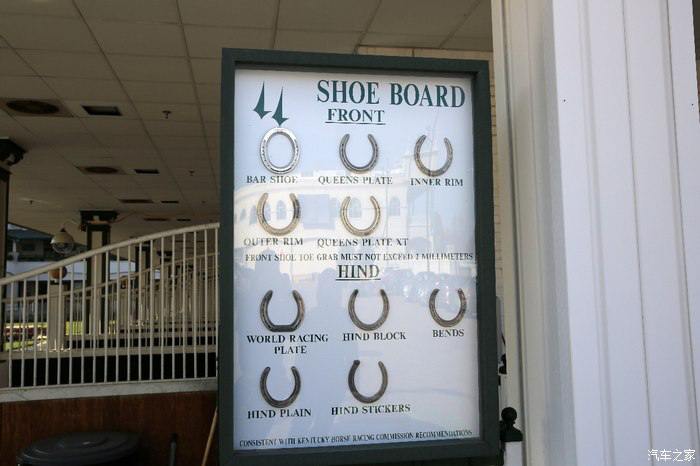 SHOE BOARD
FRONT
BAR SHOE QUEENS PLATE INNER RIM
OUTER RIM QUEENS PLATE XT
FRONT SHOE TOE GRAB MUST NOT EXCEED 2 MILLIMETERS
HIND
WORLD RACING PLATE HIND BLOCK BENDS
HIND PLAIN HIND STICKERS
CONSISTENT WITH KENTUCKY HORSE RACING COMMISSION RECOMMENDATIONS
汽车之家